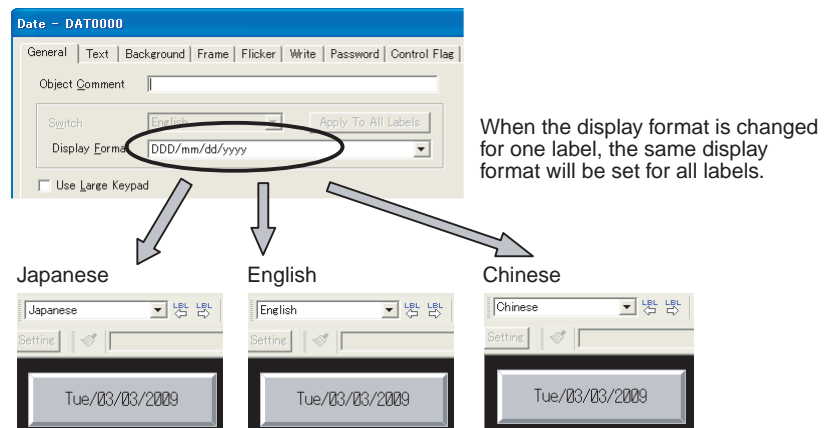 Date - DAT0000
General Text Background Frame Flicker Write Password Control Flag
Object Comment
Switch English Apply To All Labels
Display Format DDD/mm/dd/yyyy
Use Large Keypad
When the display format is changed
for one label, the same display
format will be set for all labels.
Japanese English Chinese
Japanese LBL LBL English LBL LBL Chinese LBL LBL
Setting Setting Setting
Tue/03/03/2009 Tue/03/03/2009 Tue/03/03/2009